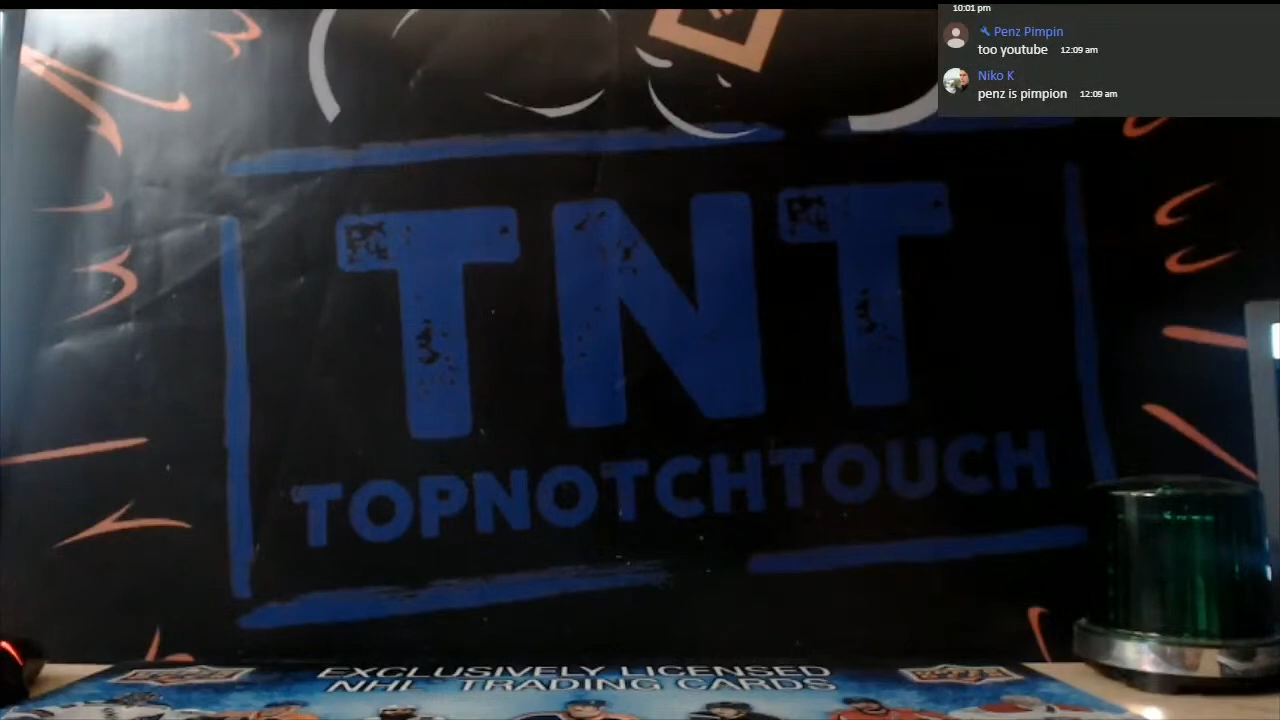 10:01 pm
Penz Pimpin
too youtube 12:09 am
Niko K
penz is pimpion 12:09 am
TNT
TOPNOTCHTOUCH
EXCLUSIVELY LICENSED
NHL TRADING CARDS